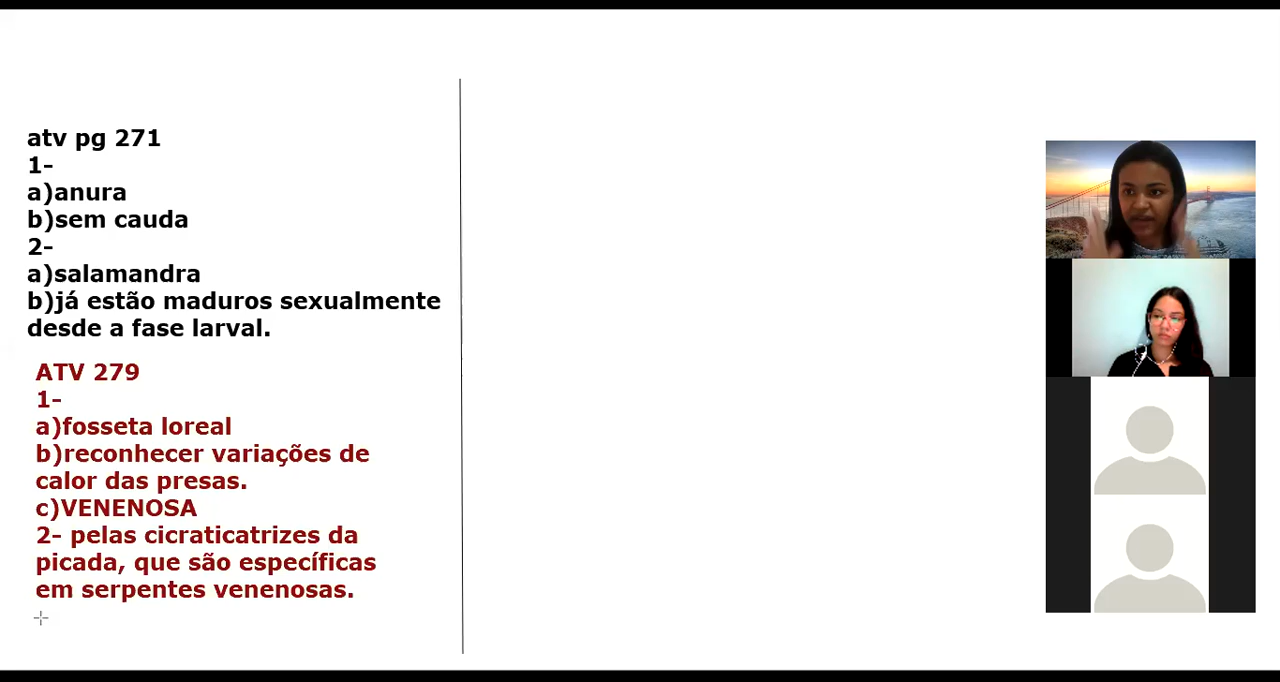 atv pg 271
1-
a)anura
b)sem cauda
2-
a)salamandra
b)já estão maduros sexualmente
desde a fase larval.
ATV 279
1-
a)fosseta loreal
b)reconhecer variações de
calor das presas.
c)VENENOSA
2- pelas cicraticatrizes da
picada, que são específicas
em serpentes venenosas.